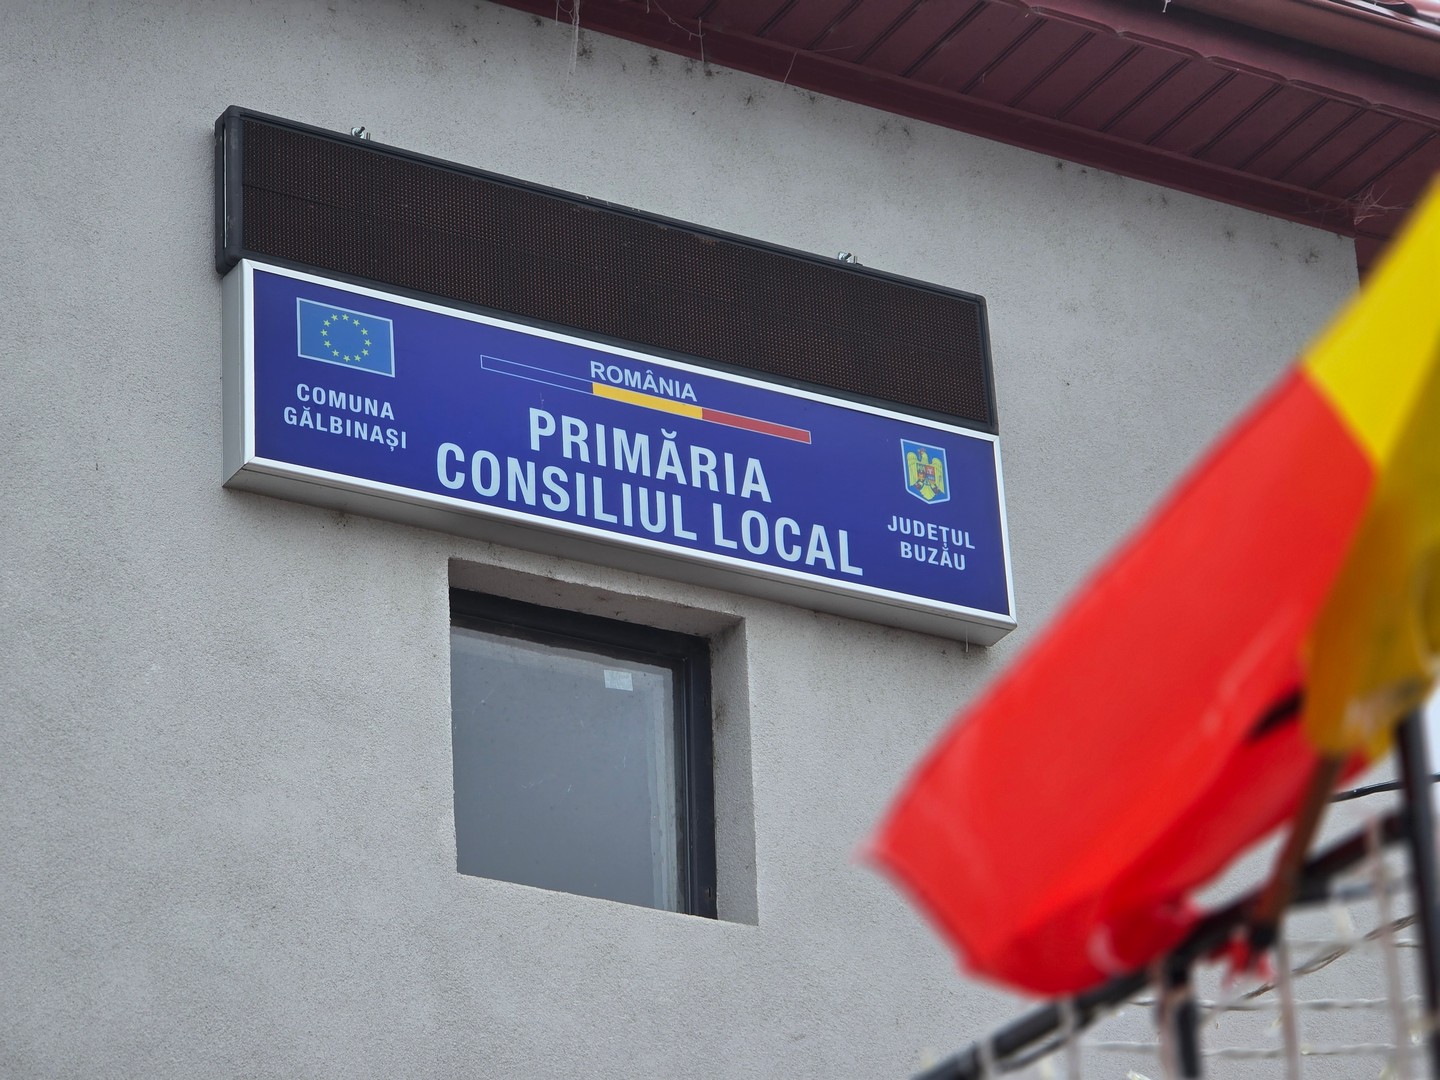 COMUNA
GĂLBINAȘI
ROMÂNIA
PRIMĂRIA
CONSILIUL LOCAL
JUDEȚUL
BUZĂU